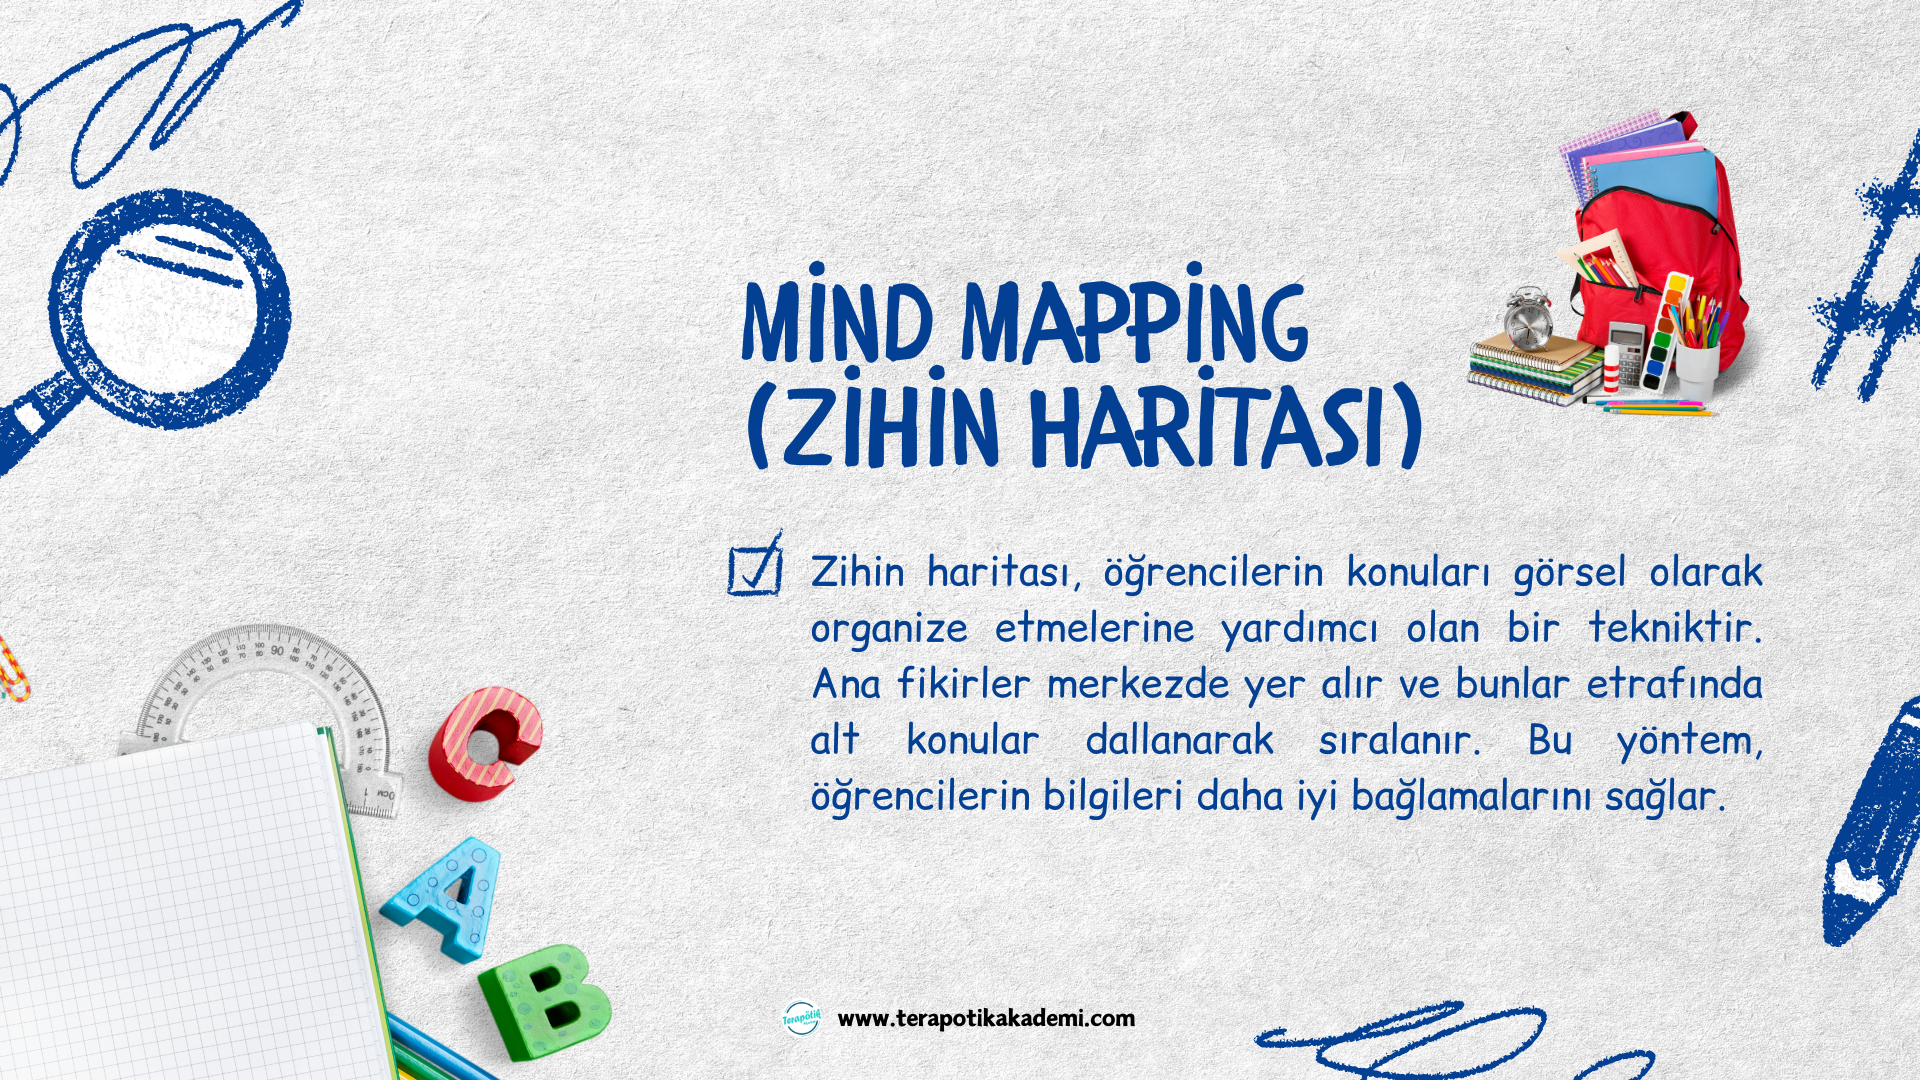 MİND MAPPİNG
(ZİHİN HARİTASI)
Zihin haritası, öğrencilerin konuları görsel olarak
organize etmelerine yardımcı olan bir tekniktir.
Ana fikirler merkezde yer alır ve bunlar etrafında
alt konular dallanarak sıralanır. Bu yöntem,
öğrencilerin bilgileri daha iyi bağlamalarını sağlar.
C
A
B
Terapötik
www.terapotikakademi.com